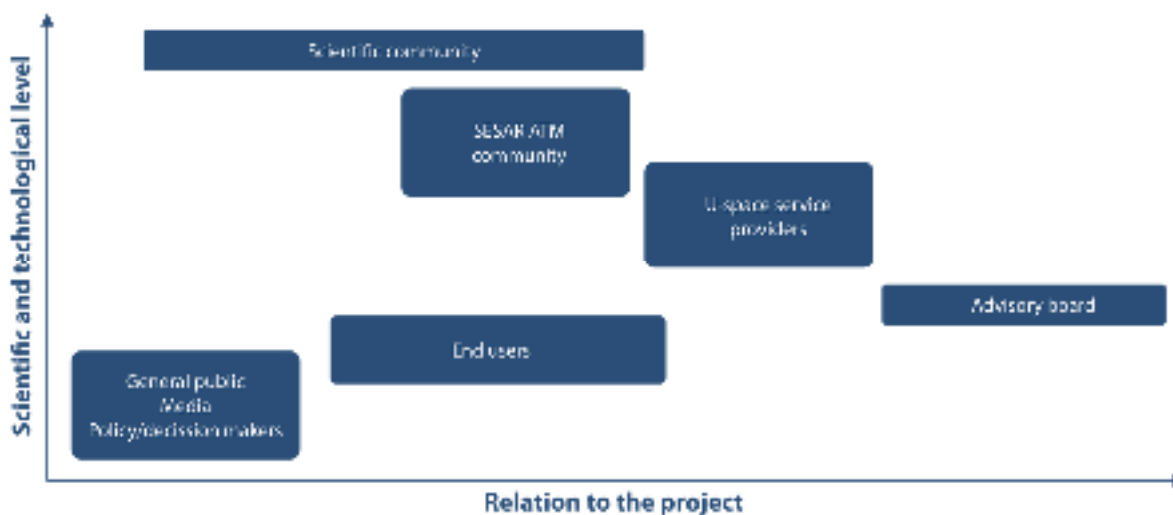 Scientific and technological level
Scientific community
SESAR ATM
community
U-space service
providers
Advisory board
End users
General public
Media
Policy/decission makers
Relation to the project